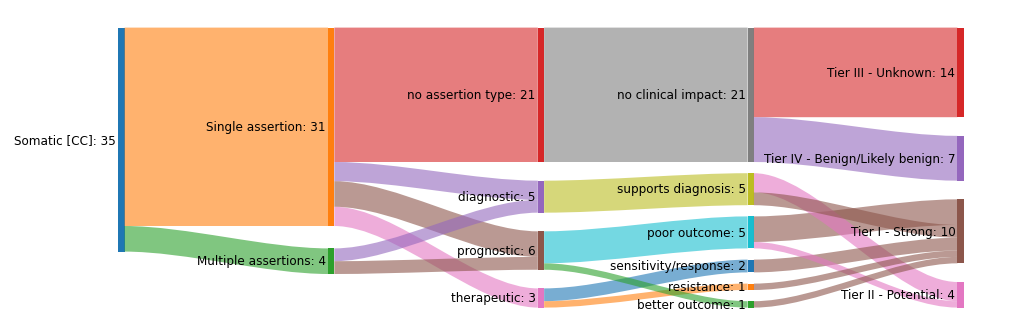 Somatic [CC]: 35
Single assertion: 31
Multiple assertions: 4
no assertion type: 21
diagnostic: 5
prognostic: 6
therapeutic: 3
no clinical impact: 21
supports diagnosis: 5
poor outcome: 5
sensitivity/response: 2
resistance: 1
better outcome: 1
Tier III - Unknown: 14
Tier IV - Benign/Likely benign: 7
Tier I - Strong: 10
Tier II - Potential: 4